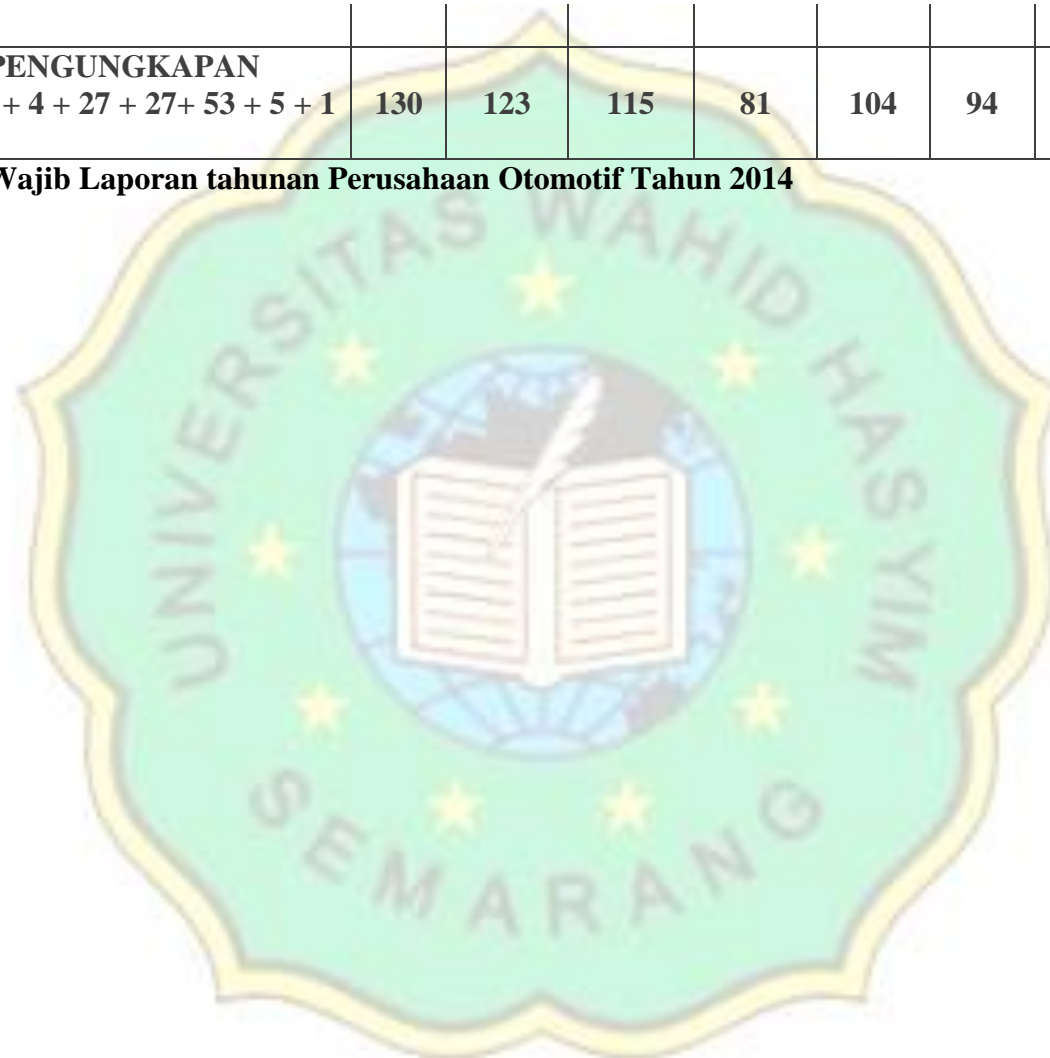 PENGUNGKAPAN
+ 4 + 27 + 27+ 53 + 5 + 1 130 123 115 81 104 94
Wajib Laporan tahunan Perusahaan Otomotif Tahun 2014
UNIVERSITAS WAHID HASYIM
SEMARANG